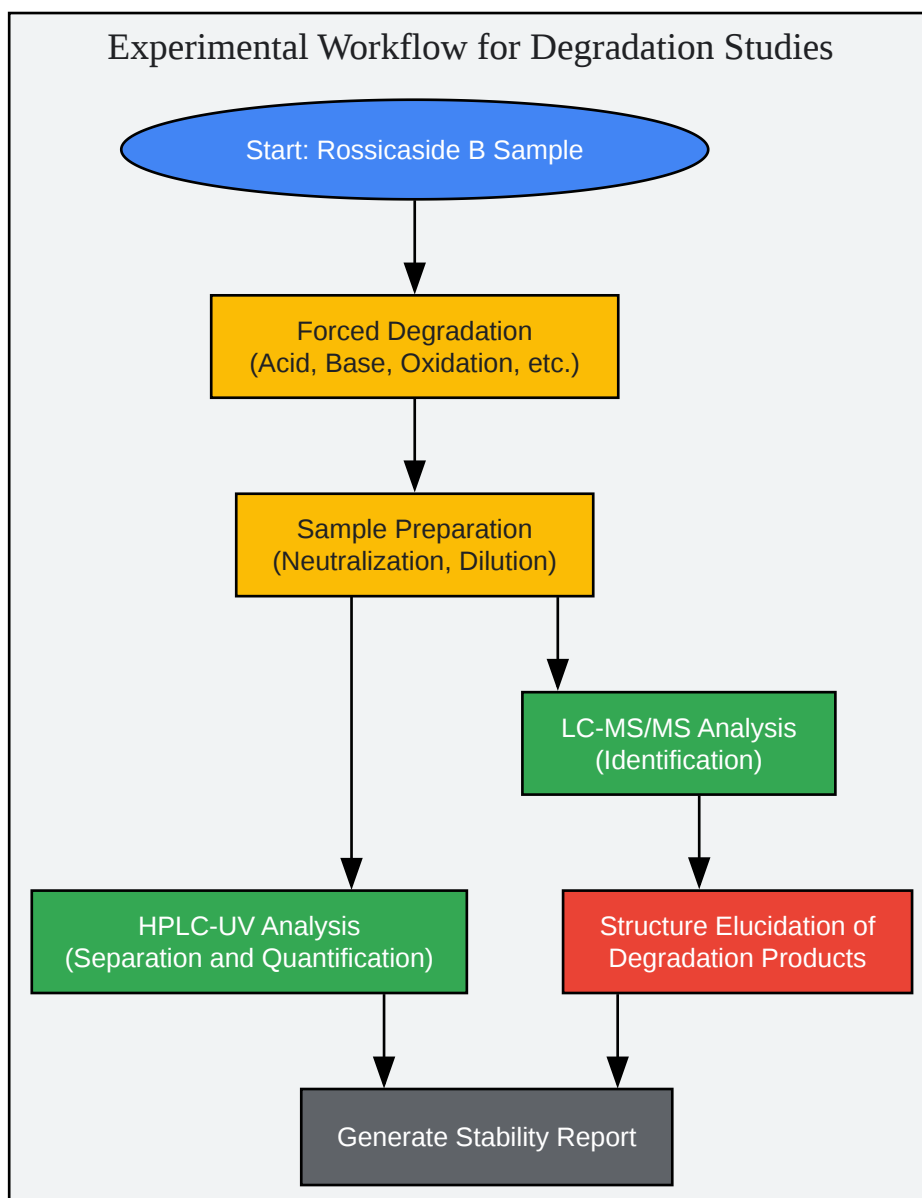 Experimental Workflow for Degradation Studies
Start: Rossicaside B Sample
Forced Degradation
(Acid, Base, Oxidation, etc.)
Sample Preparation
(Neutralization, Dilution)
LC-MS/MS Analysis
(Identification)
HPLC-UV Analysis
(Separation and Quantification)
Structure Elucidation of
Degradation Products
Generate Stability Report